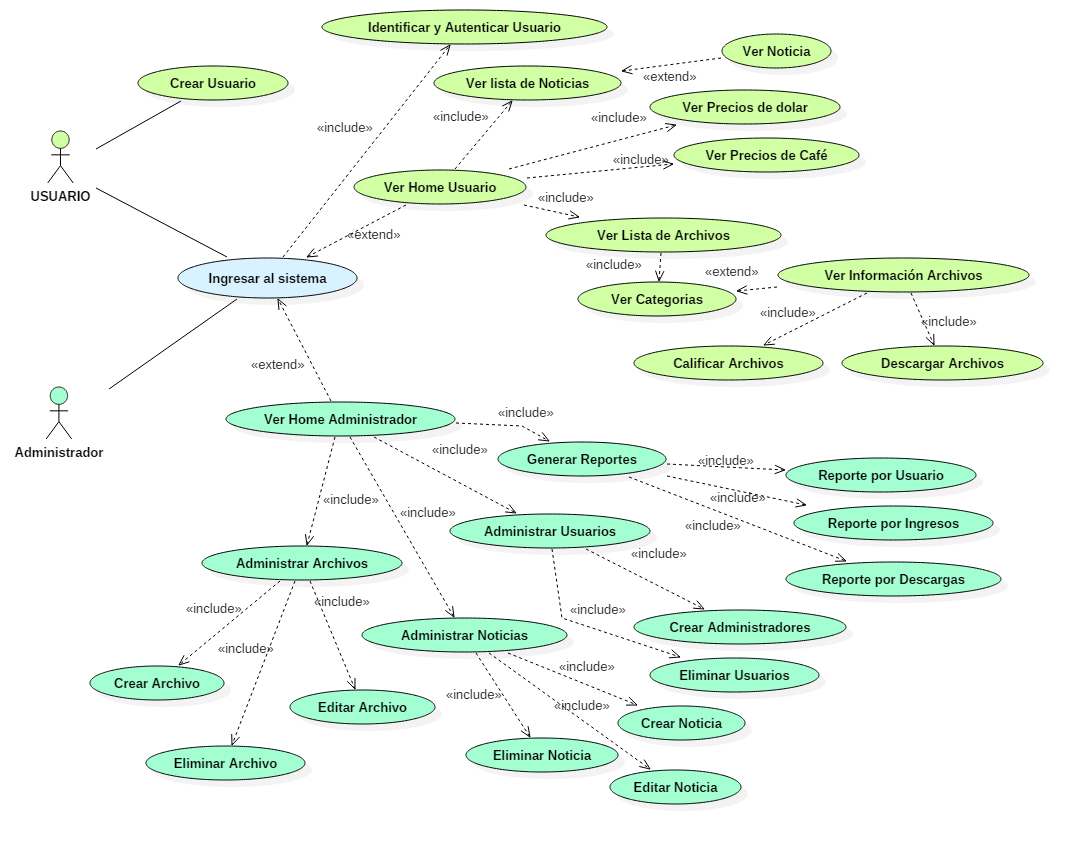 Identificar y Autenticar Usuario
Ver Noticia
«extend»
Crear Usuario
Ver lista de Noticias
Ver Precios de dolar
«include»
«include»
«include»
Ver Precios de Café
«include»
USUARIO
Ver Home Usuario
«include»
«extend»
Ver Lista de Archivos
«include»
«extend»
Ingresar al sistema
Ver Información Archivos
Ver Categorias
«include»
«include»
«extend»
Calificar Archivos
Descargar Archivos
Administrador
Ver Home Administrador
«include»
«include»
Generar Reportes
«include»
Reporte por Usuario
«include»
«include»
«include»
Reporte por Ingresos
«include»
Administrar Usuarios
«include»
Administrar Archivos
Reporte por Descargas
«include»
«include»
«include»
Crear Administradores
Administrar Noticias
«include»
«include»
Eliminar Usuarios
Crear Archivo
«include»
«include»
Editar Archivo
Crear Noticia
Eliminar Noticia
Eliminar Archivo
Editar Noticia